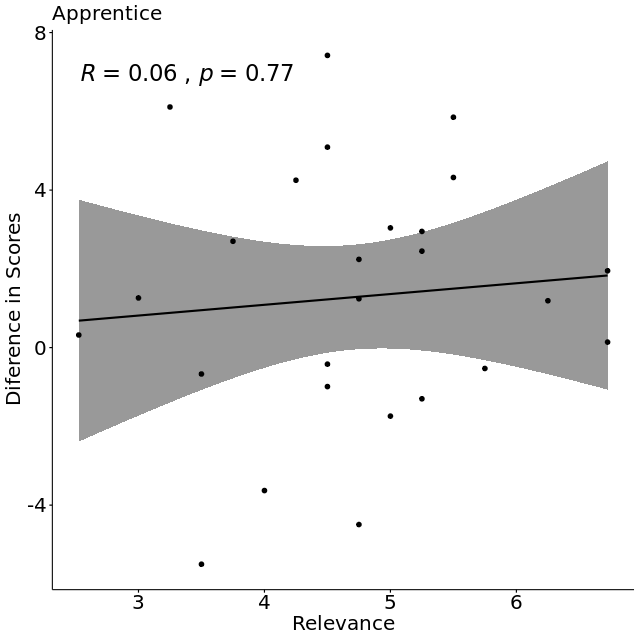 Apprentice
R = 0.06 , p = 0.77
8
4
0
-4
Diference in Scores
3 4 5 6
Relevance